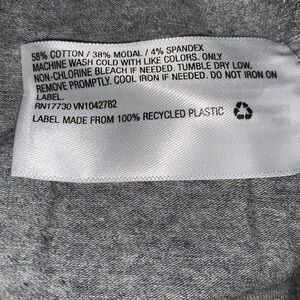 58% COTTON / 38% MODAL / 4% SPANDEX
MACHINE WASH COLD WITH LIKE COLORS. ONLY
NON-CHLORINE BLEACH IF NEEDED. TUMBLE DRY LOW.
REMOVE PROMPTLY. COOL IRON IF NEEDED. DO NOT IRON ON
LABEL.
RN17730 VN1042782
LABEL MADE FROM 100% RECYCLED PLASTIC